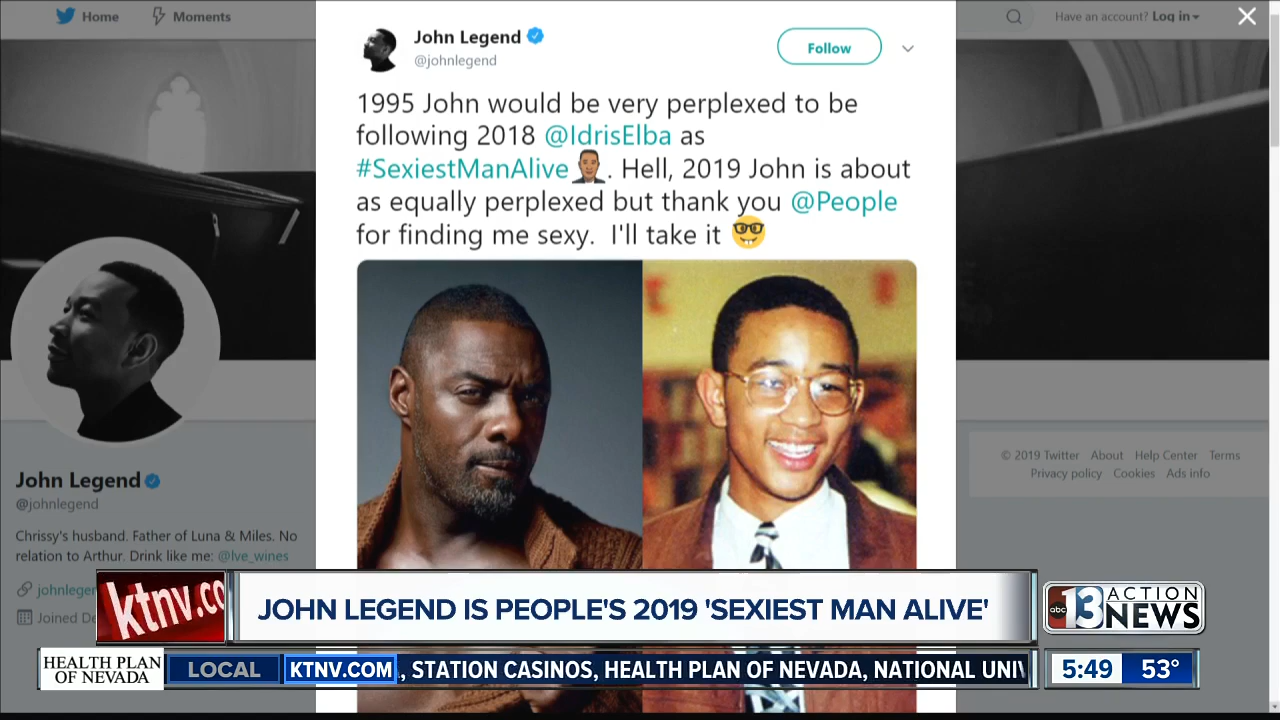 Home
Moments
Have an account? Log in
John Legend
@johnlegend
Follow
1995 John would be very perplexed to be
following 2018 @IdrisElba as
#SexiestManAlive. Hell, 2019 John is about
as equally perplexed but thank you @People
for finding me sexy. I'll take it
John Legend
@johnlegend
Chrissy's husband. Father of Luna & Miles. No
relation to Arthur. Drink like me: @lve_wines
johnlegen
Joined De
© 2019 Twitter About Help Center Terms
Privacy policy Cookies Ads info
ktnv.co
JOHN LEGEND IS PEOPLE'S 2019 'SEXIEST MAN ALIVE'
abc 13 ACTION
NEWS
HEALTH PLAN
OF NEVADA
LOCAL
KTNV.COM
, STATION CASINOS, HEALTH PLAN OF NEVADA, NATIONAL UNIV
5:49 53°